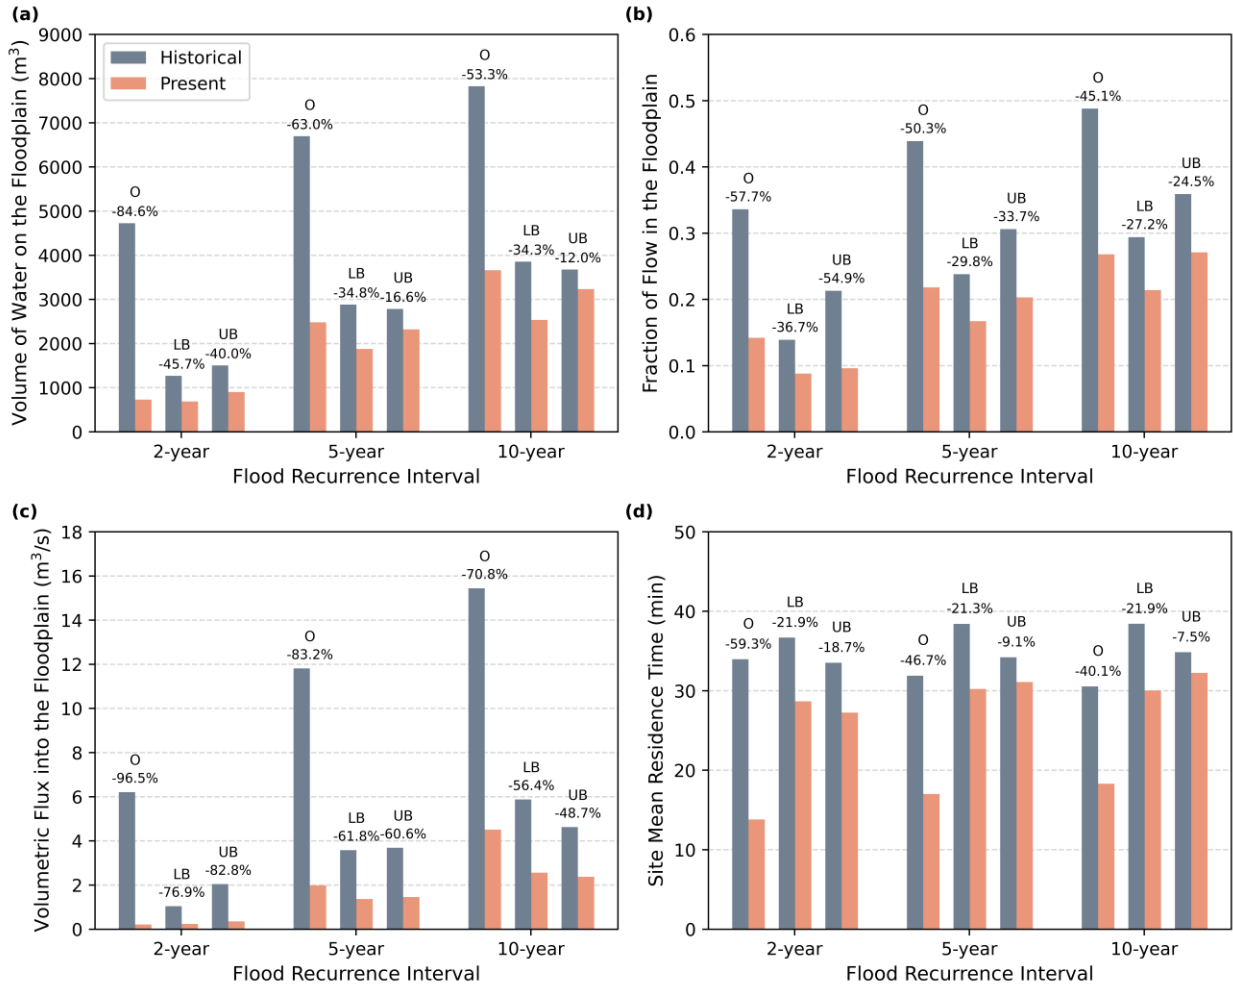 (a)
Volume of Water on the Floodplain (m³)
9000
8000
7000
6000
5000
4000
3000
2000
1000
0
Historical
Present
O
-84.6%
LB
-45.7%
UB
-40.0%
O
-63.0%
LB
-34.8%
UB
-16.6%
O
-53.3%
LB
-34.3%
UB
-12.0%
2-year
5-year
10-year
Flood Recurrence Interval
(b)
Fraction of Flow in the Floodplain
0.6
0.5
0.4
0.3
0.2
0.1
0.0
O
-57.7%
LB
-36.7%
UB
-54.9%
O
-50.3%
LB
-29.8%
UB
-33.7%
O
-45.1%
LB
-27.2%
UB
-24.5%
2-year
5-year
10-year
Flood Recurrence Interval
(c)
Volumetric Flux into the Floodplain (m³/s)
18
16
14
12
10
8
6
4
2
0
O
-96.5%
LB
-76.9%
UB
-82.8%
O
-83.2%
LB
-61.8%
UB
-60.6%
O
-70.8%
LB
-56.4%
UB
-48.7%
2-year
5-year
10-year
Flood Recurrence Interval
(d)
Site Mean Residence Time (min)
50
40
30
20
10
0
O
-59.3%
LB
-21.9%
UB
-18.7%
O
-46.7%
LB
-21.3%
UB
-9.1%
O
-40.1%
LB
-21.9%
UB
-7.5%
2-year
5-year
10-year
Flood Recurrence Interval